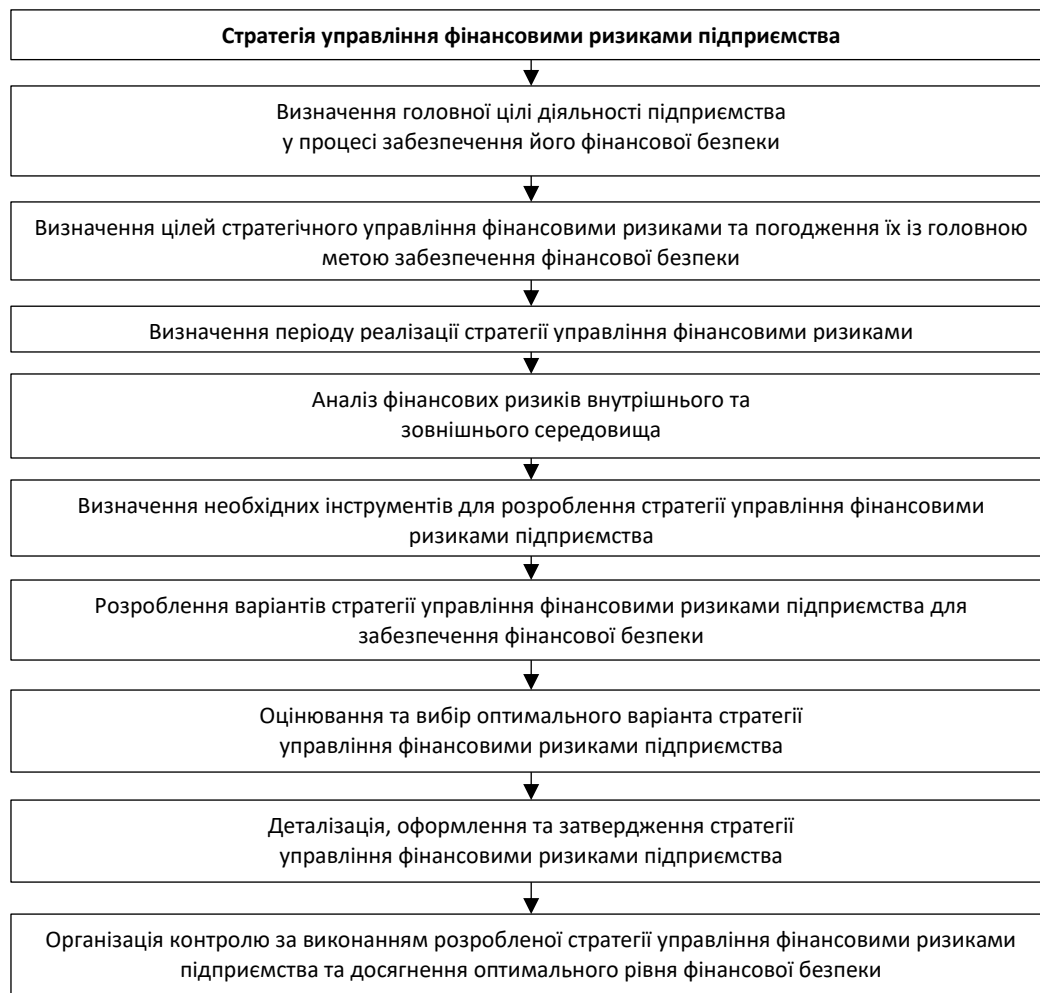 Стратегія управління фінансовими ризиками підприємства
Визначення головної цілі діяльності підприємства
у процесі забезпечення його фінансової безпеки
Визначення цілей стратегічного управління фінансовими ризиками та погодження їх із головною
метою забезпечення фінансової безпеки
Визначення періоду реалізації стратегії управління фінансовими ризиками
Аналіз фінансових ризиків внутрішнього та
зовнішнього середовища
Визначення необхідних інструментів для розроблення стратегії управління фінансовими
ризиками підприємства
Розроблення варіантів стратегії управління фінансовими ризиками підприємства для
забезпечення фінансової безпеки
Оцінювання та вибір оптимального варіанта стратегії
управління фінансовими ризиками підприємства
Деталізація, оформлення та затвердження стратегії
управління фінансовими ризиками підприємства
Організація контролю за виконанням розробленої стратегії управління фінансовими ризиками
підприємства та досягнення оптимального рівня фінансової безпеки